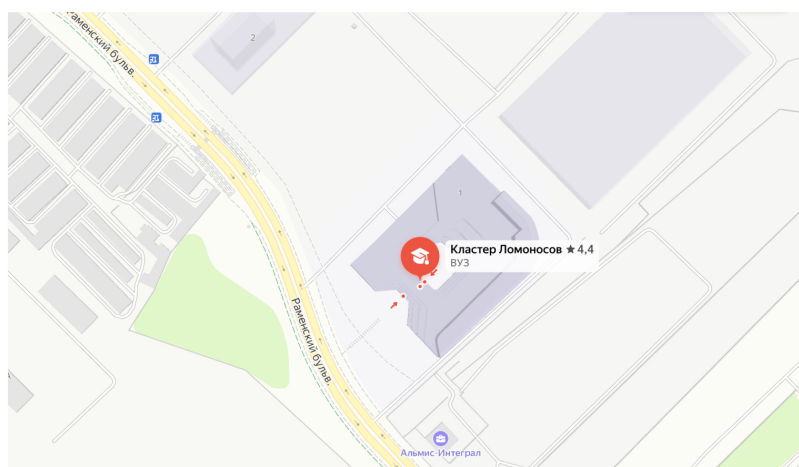 Раменский бульв.
2
1
Кластер Ломоносов ★ 4,4
ВУЗ
Раменский бульв.
Альмис-Интеграл